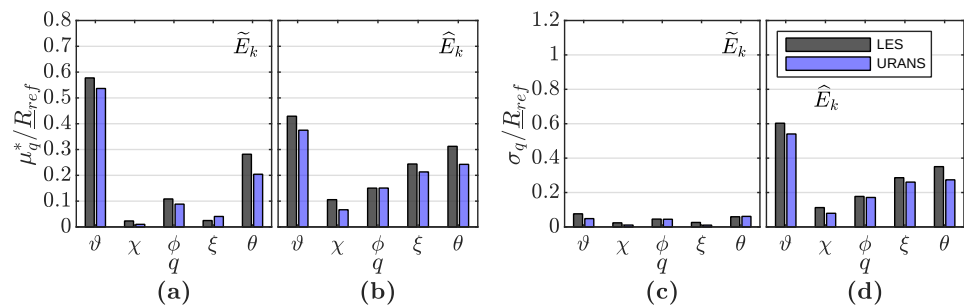 0.8
0.7
0.6
0.5
0.4
0.3
0.2
0.1
0
μ*_q/R_ref
Ẽ_k
ϑ χ ϕ ξ θ
q
(a)
Ê_k
ϑ χ ϕ ξ θ
q
(b)
1.2
1
0.8
0.6
0.4
0.2
0
σ_q/R_ref
Ẽ_k
ϑ χ ϕ ξ θ
q
(c)
LES
URANS
Ê_k
ϑ χ ϕ ξ θ
q
(d)